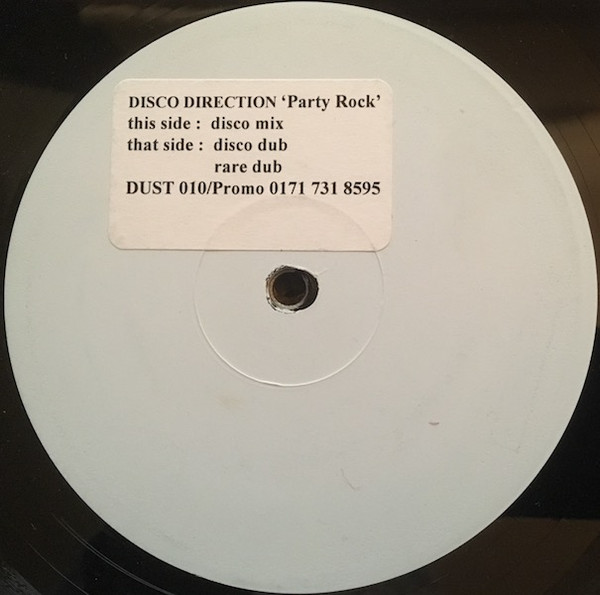 DISCO DIRECTION ‘Party Rock’
this side : disco mix
that side : disco dub
rare dub
DUST 010/Promo 0171 731 8595